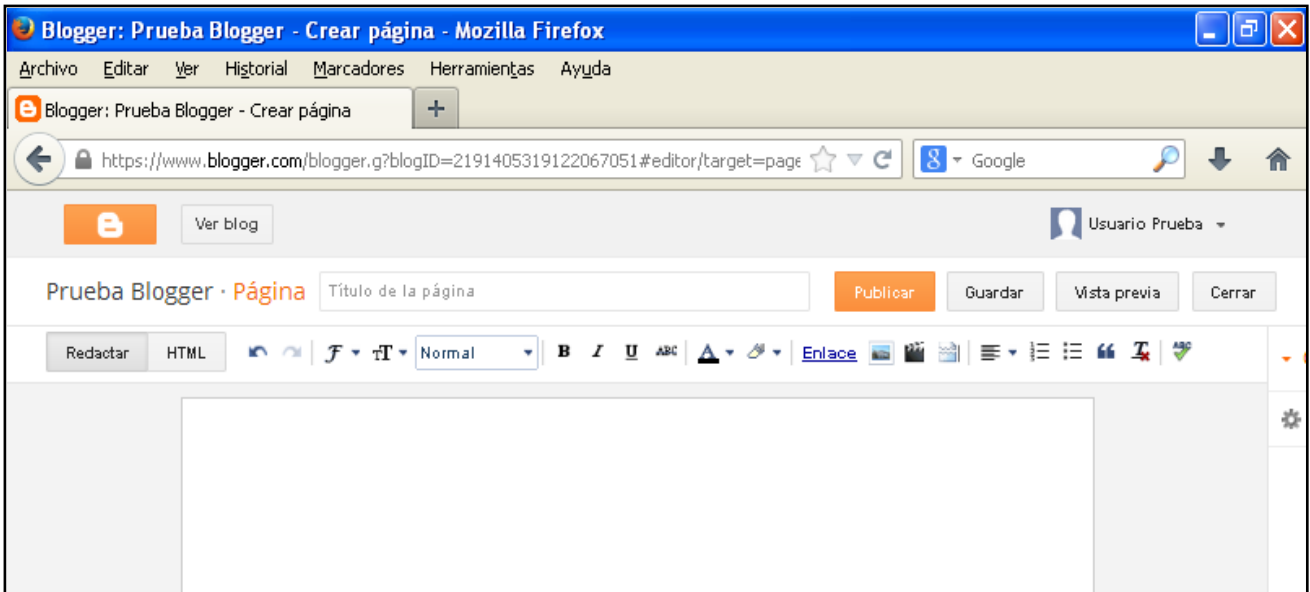 Blogger: Prueba Blogger - Crear página - Mozilla Firefox
Archivo Editar Ver Historial Marcadores Herramientas Ayuda
Blogger: Prueba Blogger - Crear página
https://www.blogger.com/blogger.g?blogID=2191405319122067051#editor/target=page Google
Ver blog Usuario Prueba
Prueba Blogger · Página Título de la página Publicar Guardar Vista previa Cerrar
Redactar HTML F TT Normal B I U ABC A Enlace ABC